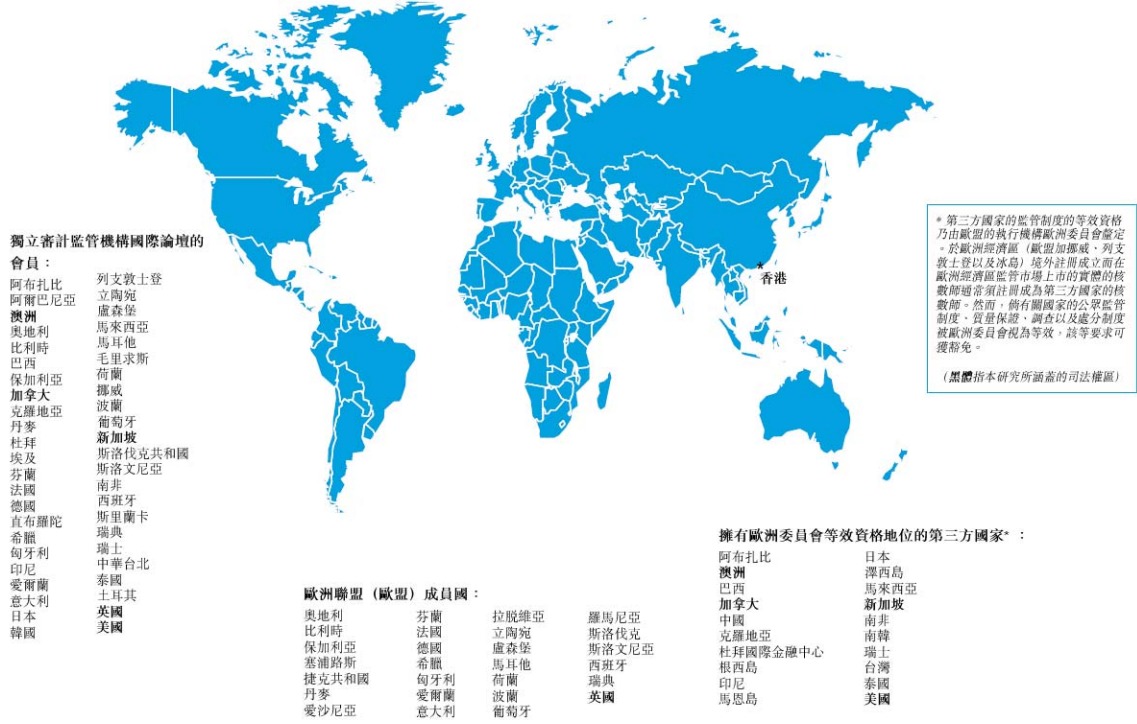 獨立審計監管機構國際論壇的
會員：
阿布扎比
阿爾巴尼亞
澳洲
奧地利
比利時
巴西
保加利亞
加拿大
克羅地亞
丹麥
杜拜
埃及
芬蘭
法國
德國
直布羅陀
希臘
匈牙利
印尼
愛爾蘭
意大利
日本
韓國
列支敦士登
立陶宛
盧森堡
馬來西亞
馬耳他
毛里求斯
荷蘭
挪威
波蘭
葡萄牙
新加坡
斯洛伐克共和國
斯洛文尼亞
南非
西班牙
斯里蘭卡
瑞典
瑞士
中華台北
泰國
土耳其
英國
美國
歐洲聯盟（歐盟）成員國：
奧地利
比利時
保加利亞
塞浦路斯
捷克共和國
丹麥
愛沙尼亞
芬蘭
法國
德國
希臘
匈牙利
愛爾蘭
意大利
拉脱維亞
立陶宛
盧森堡
馬耳他
荷蘭
波蘭
葡萄牙
羅馬尼亞
斯洛伐克
斯洛文尼亞
西班牙
瑞典
英國
*
香港
* 第三方國家的監管制度的等效資格
乃由歐盟的執行機構歐洲委員會釐定
。於歐洲經濟區（歐盟加挪威、列支
敦士登以及冰島）境外註冊成立而在
歐洲經濟區監管市場上市的實體的核
數師通常須註冊成為第三方國家的核
數師。然而，倘有關國家的公眾監管
制度、質量保證、調查以及處分制度
被歐洲委員會視為等效，該等要求可
獲豁免。
（黑體指本研究所涵蓋的司法權區）
擁有歐洲委員會等效資格地位的第三方國家* ：
阿布扎比
澳洲
巴西
加拿大
中國
克羅地亞
杜拜國際金融中心
根西島
印尼
馬恩島
日本
澤西島
馬來西亞
新加坡
南非
南韓
瑞士
台灣
泰國
美國